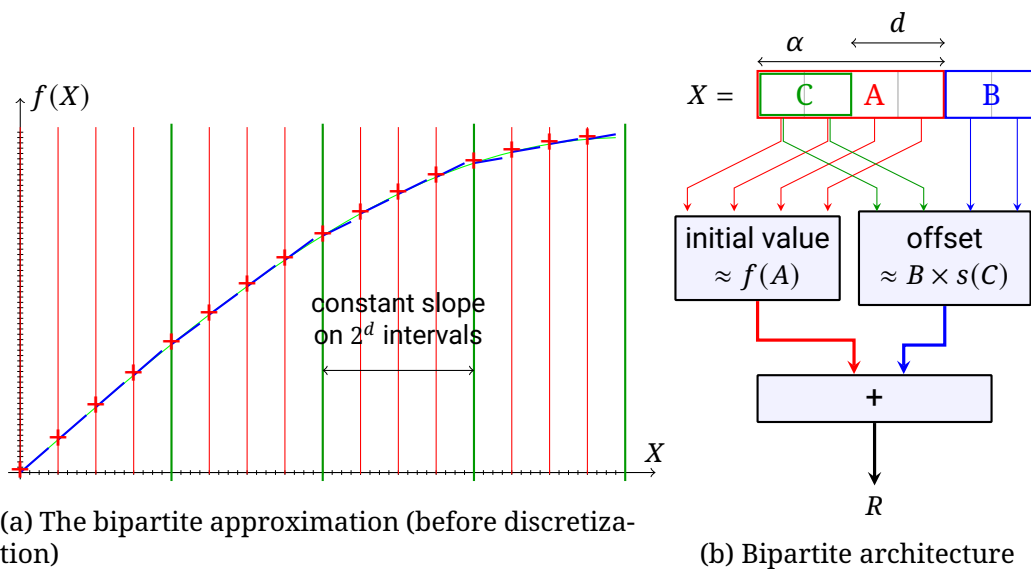 f(X)
constant slope
on 2^d intervals
X
(a) The bipartite approximation (before discretiza-
tion)
d
α
X =
C
A
B
initial value
≈ f(A)
offset
≈ B × s(C)
+
R
(b) Bipartite architecture